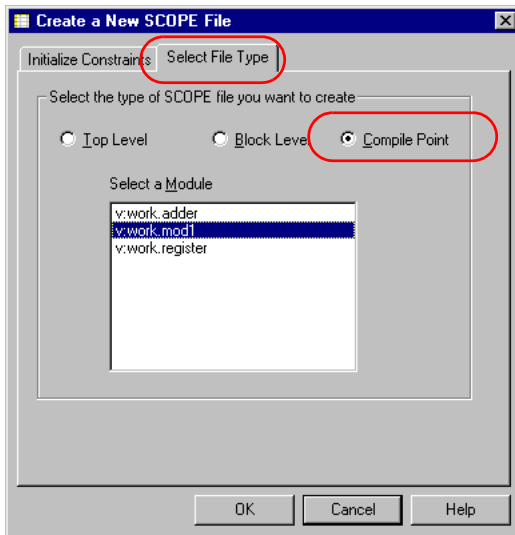 Create a New SCOPE File
Initialize Constraints Select File Type
Select the type of SCOPE file you want to create
Top Level Block Level Compile Point
Select a Module
v:work.adder
v:work.mod1
v:work.register
OK Cancel Help